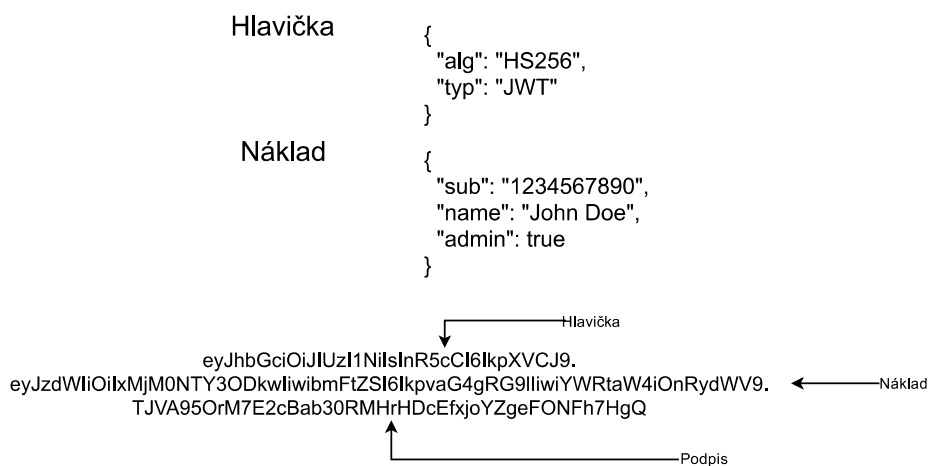 Hlavička
{
"alg": "HS256",
"typ": "JWT"
}
Náklad
{
"sub": "1234567890",
"name": "John Doe",
"admin": true
}
Hlavička
eyJhbGciOiJIUzI1NiIsInR5cCI6IkpXVCJ9.
eyJzdWIiOiIxMjM0NTY3ODkwIiwibmFtZSI6IkpvaG4gRG9lIiwiYWRtaW4iOnRydWV9.
Náklad
TJVA95OrM7E2cBab30RMHrHDcEfxjoYZgeFONFh7HgQ
Podpis